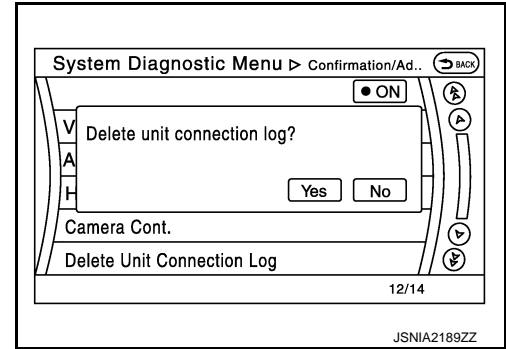 System Diagnostic Menu ▷ Confirmation/Ad..
BACK
ON
V
Delete unit connection log?
A
H
Yes
No
Camera Cont.
Delete Unit Connection Log
12/14
JSNIA2189ZZ